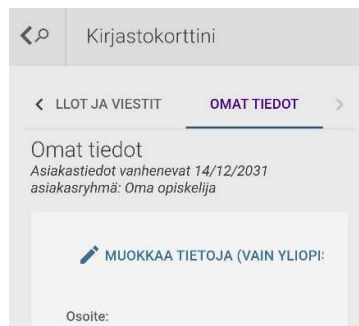 Kirjastokorttini
LLOT JA VIESTIT OMAT TIEDOT
Omat tiedot
Asiakastiedot vanhenevat 14/12/2031
asiakasryhmä: Oma opiskelija
MUOKKAA TIETOJA (VAIN YLIOPI
Osoite: